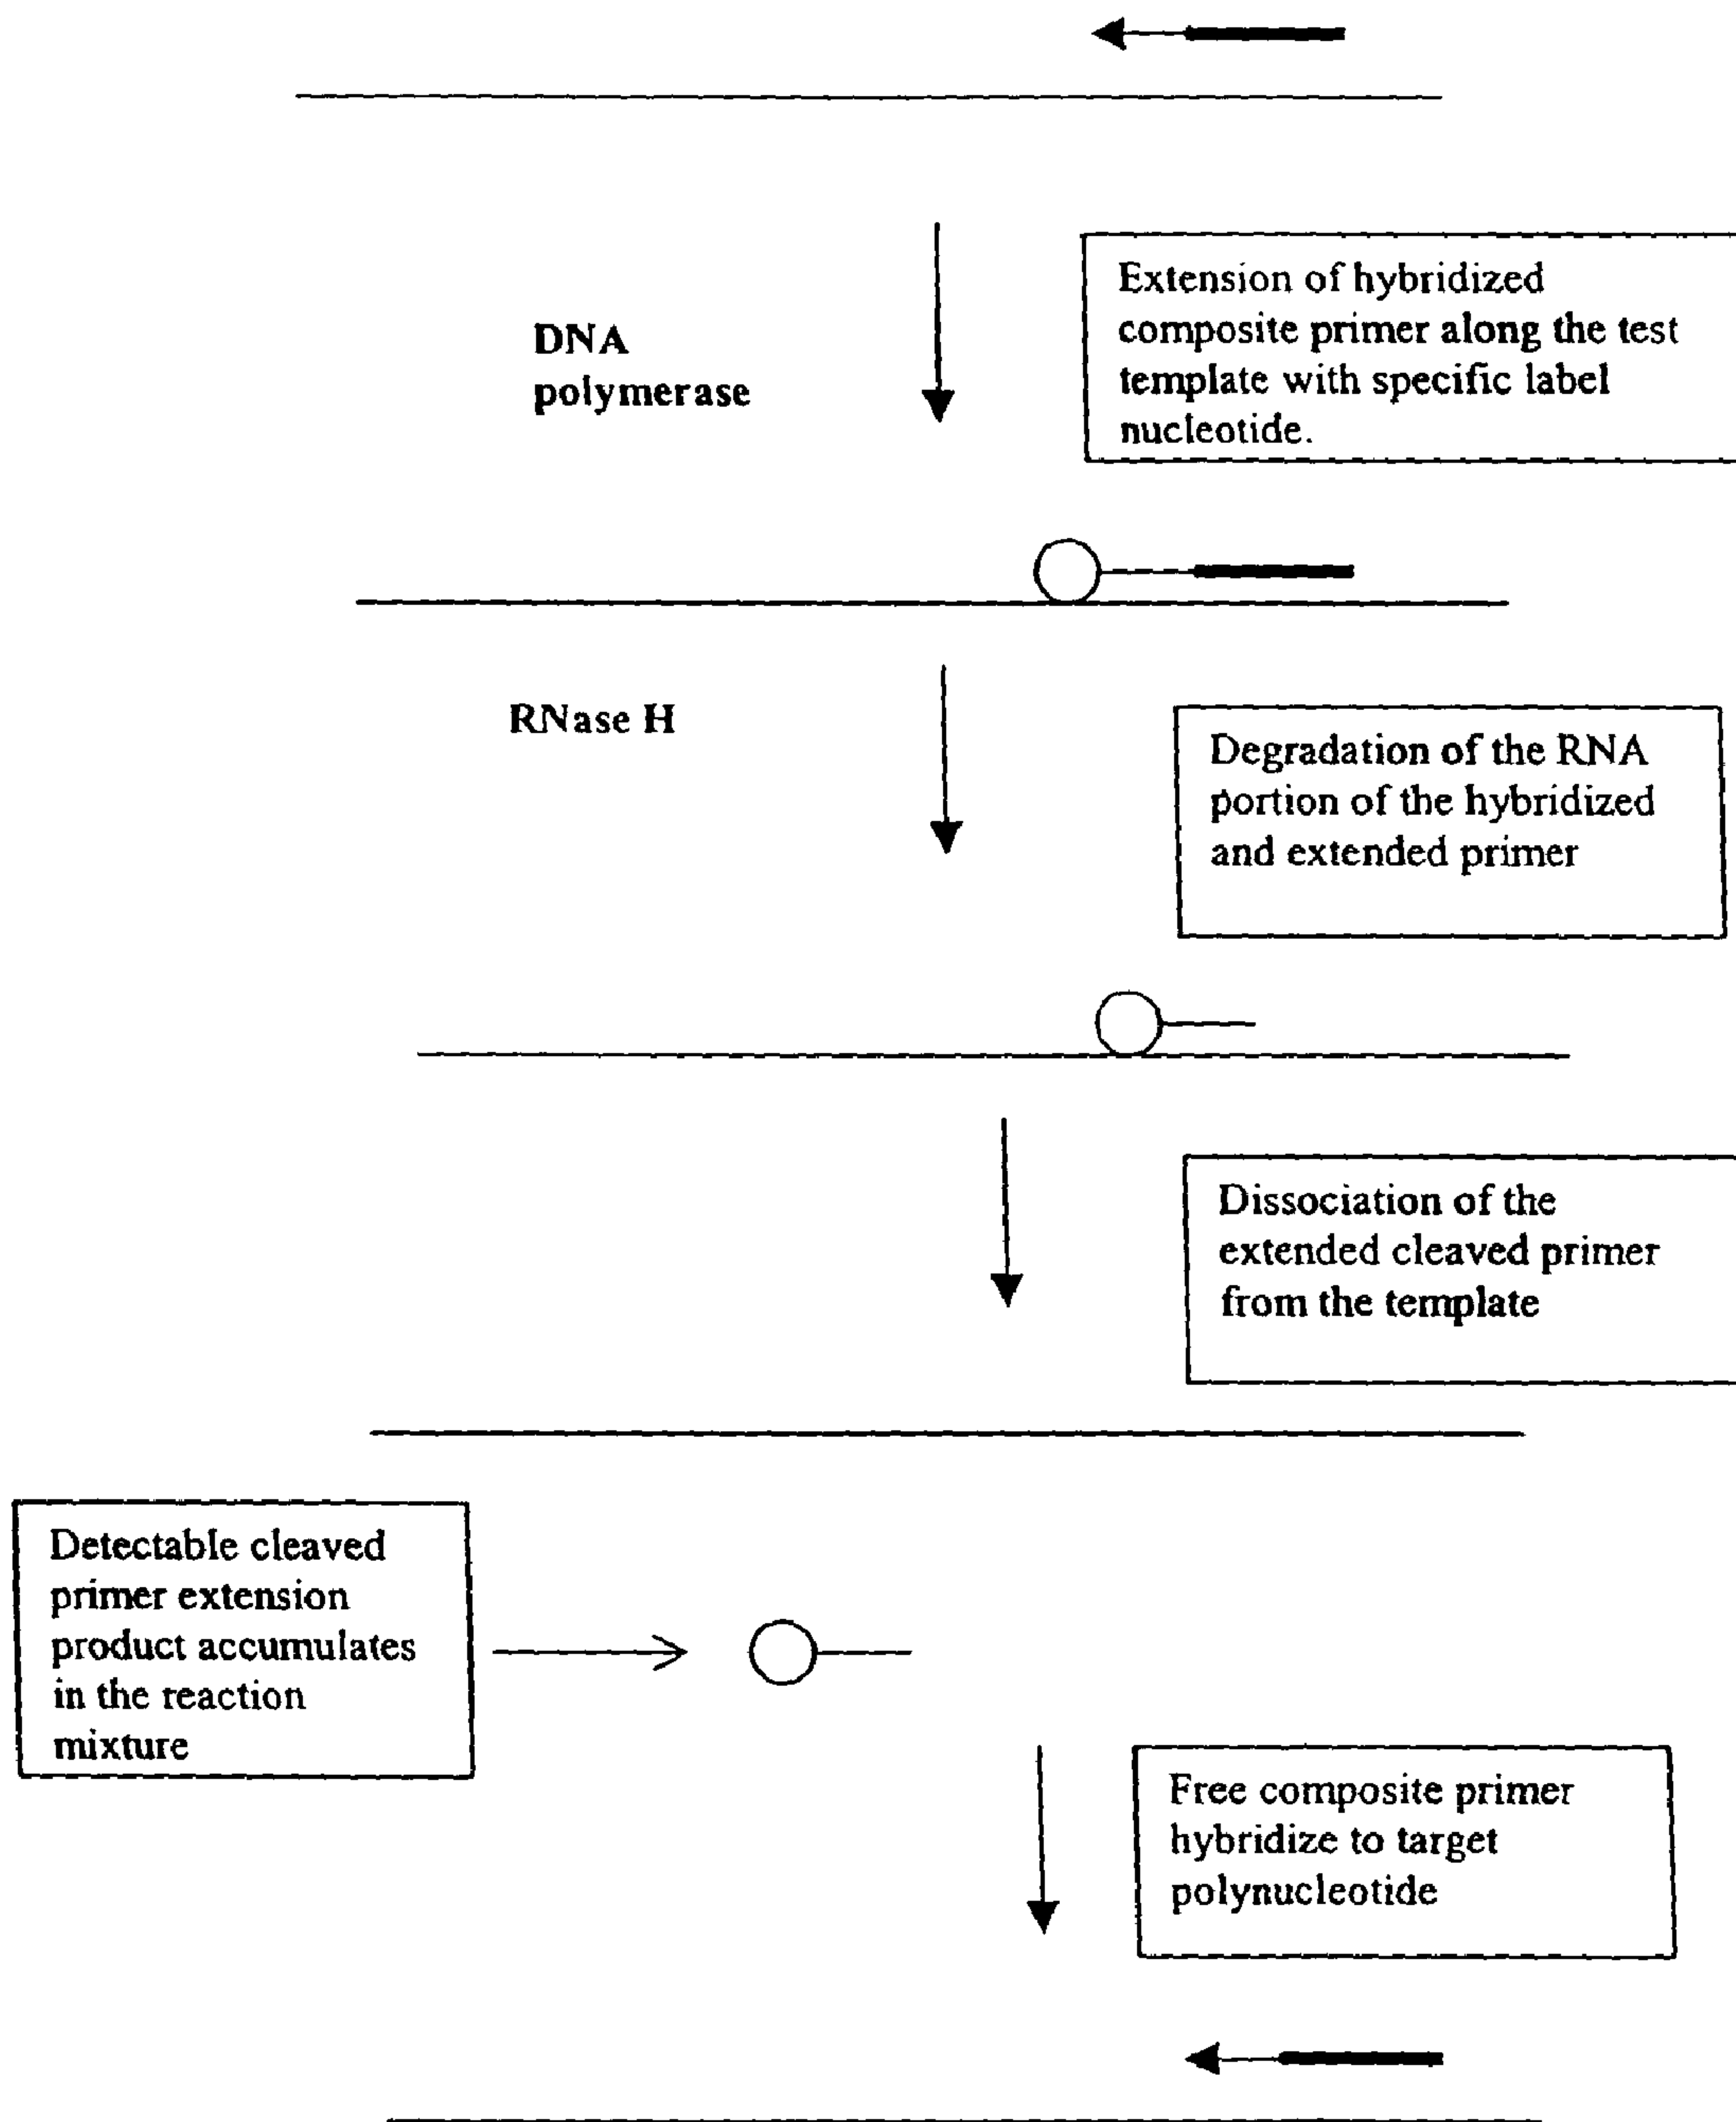 DNA
polymerase
Extension of hybridized
composite primer along the test
template with specific label
nucleotide.
RNase H
Degradation of the RNA
portion of the hybridized
and extended primer
Dissociation of the
extended cleaved primer
from the template
Detectable cleaved
primer extension
product accumulates
in the reaction
mixture
Free composite primer
hybridize to target
polynucleotide